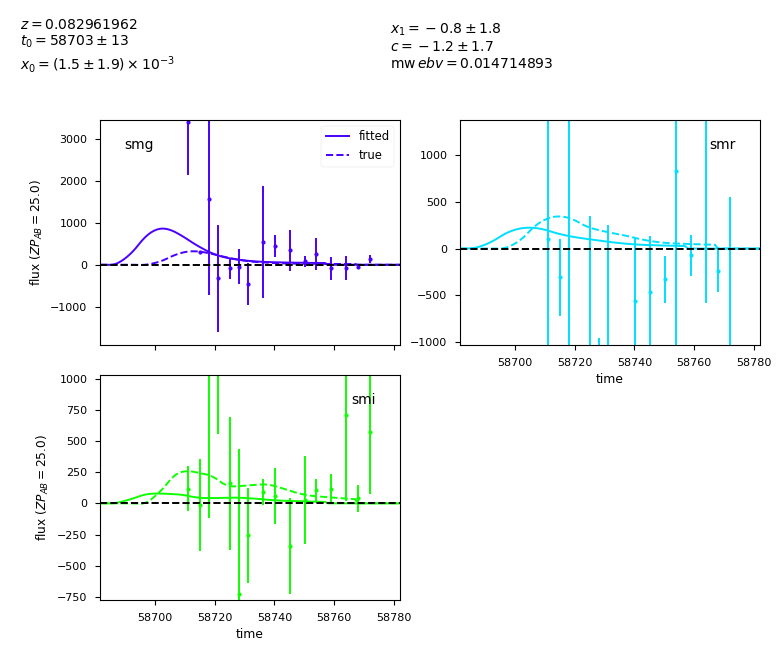 z = 0.082961962
t₀ = 58703 ± 13
x₀ = (1.5 ± 1.9) × 10⁻³
x₁ = −0.8 ± 1.8
c = −1.2 ± 1.7
mw ebv = 0.014714893
smg
fitted
true
3000
2000
1000
0
−1000
flux (ZP_AB = 25.0)
smr
1000
500
0
−500
−1000
58700 58720 58740 58760 58780
time
smi
1000
750
500
250
0
−250
−500
−750
flux (ZP_AB = 25.0)
58700 58720 58740 58760 58780
time